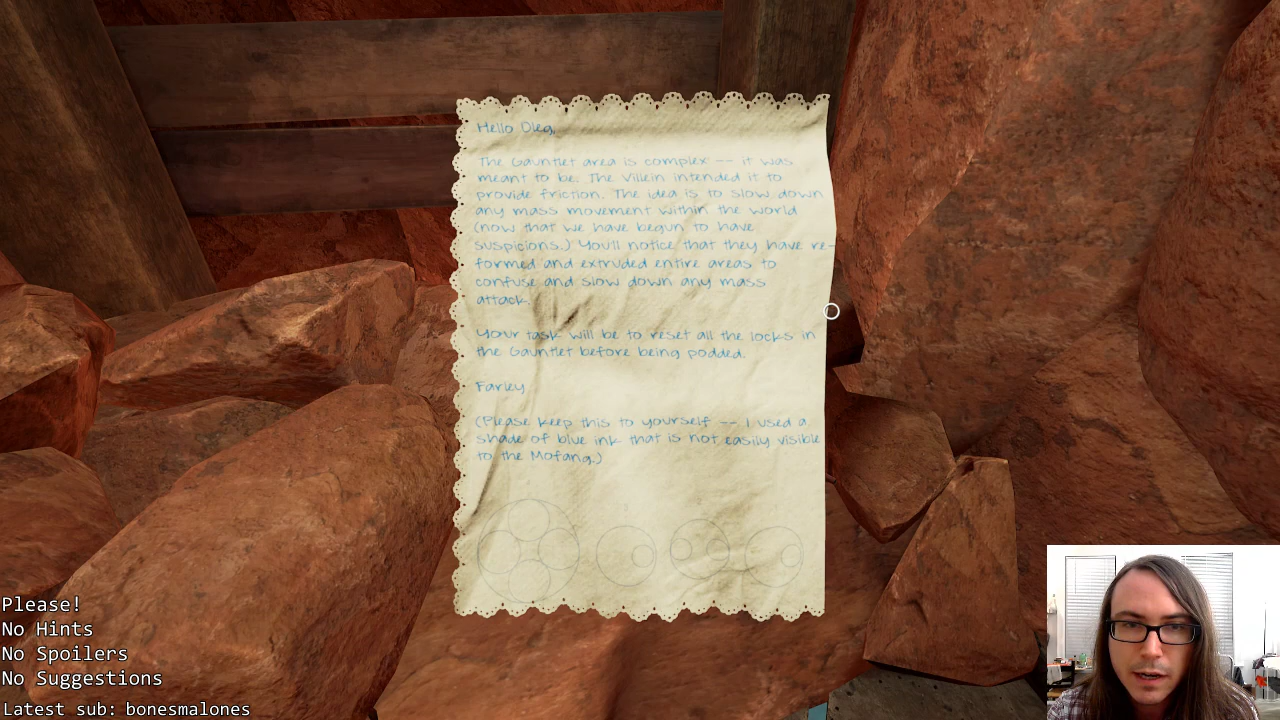 Hello Oleg,
The Gauntlet area is complex -- it was
meant to be. The Villein intended it to
provide friction. The idea is to slow down
any mass movement within the world
(now that we have begun to have
suspicions.) You'll notice that they have re-
formed and extruded entire areas to
confuse and slow down any mass
attack.
Your task will be to reset all the locks in
the Gauntlet before being podded.
Farley
(Please keep this to yourself -- I used a
shade of blue ink that is not easily visible
to the Mofang.)
Please!
No Hints
No Spoilers
No Suggestions
Latest sub: bonesmalones